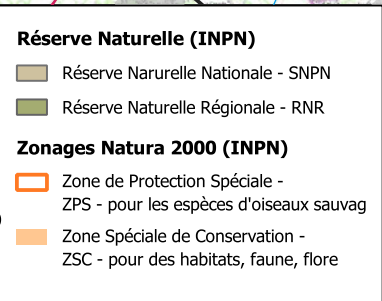 Réserve Naturelle (INPN)
Réserve Narurelle Nationale - SNPN
Réserve Naturelle Régionale - RNR
Zonages Natura 2000 (INPN)
Zone de Protection Spéciale -
ZPS - pour les espèces d'oiseaux sauvag
Zone Spéciale de Conservation -
ZSC - pour des habitats, faune, flore